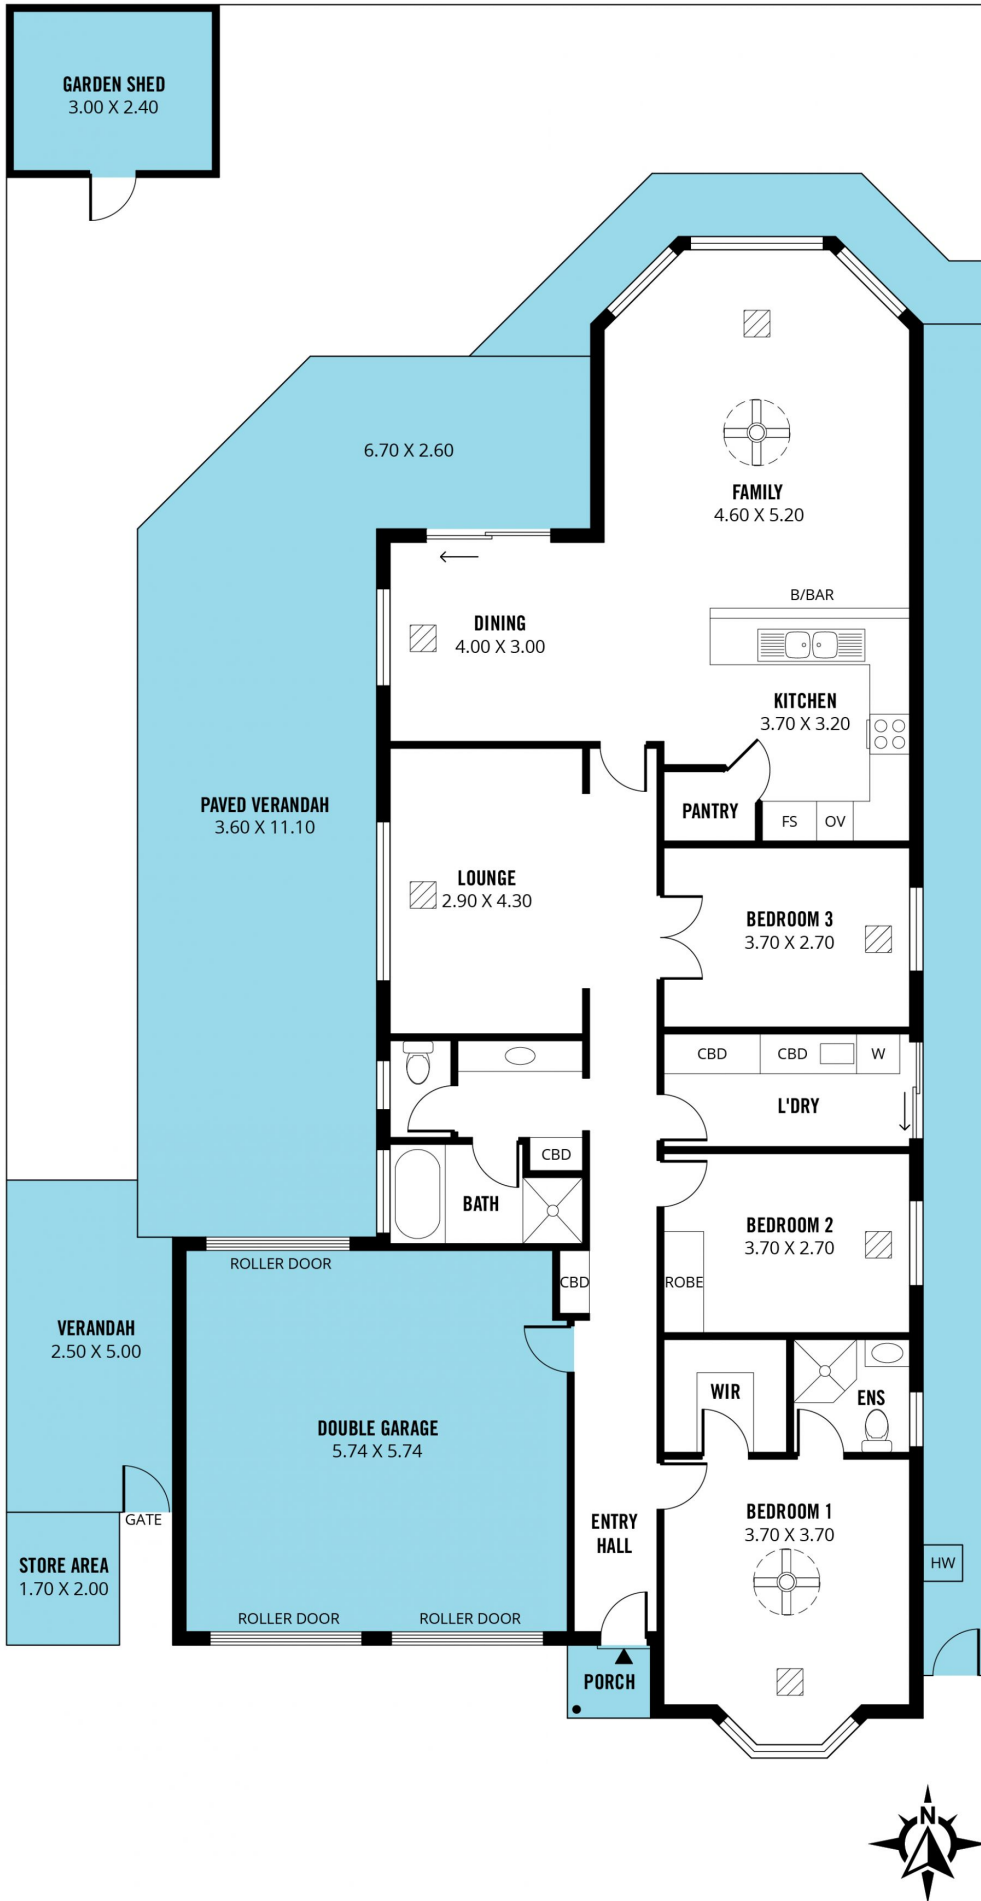 GARDEN SHED
3.00 X 2.40
6.70 X 2.60
FAMILY
4.60 X 5.20
B/BAR
DINING
4.00 X 3.00
KITCHEN
3.70 X 3.20
PAVED VERANDAH
3.60 X 11.10
PANTRY
FS
OV
LOUNGE
2.90 X 4.30
BEDROOM 3
3.70 X 2.70
CBD
CBD
W
L'DRY
CBD
BATH
BEDROOM 2
3.70 X 2.70
ROLLER DOOR
CBD
ROBE
VERANDAH
2.50 X 5.00
WIR
ENS
DOUBLE GARAGE
5.74 X 5.74
GATE
ENTRY
HALL
BEDROOM 1
3.70 X 3.70
STORE AREA
1.70 X 2.00
HW
ROLLER DOOR
ROLLER DOOR
PORCH
N